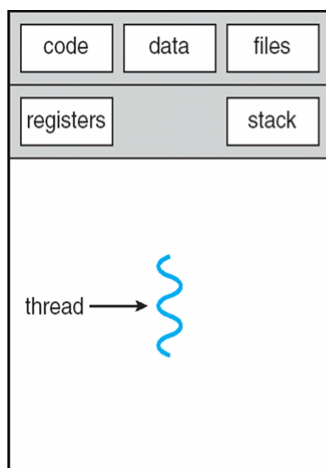 code data files
registers stack
thread